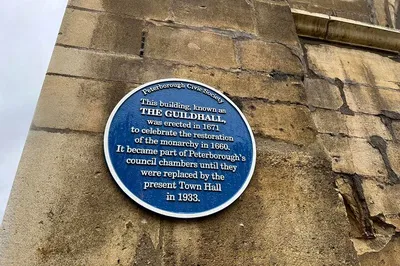 Peterborough Civic Society
This building, known as
THE GUILDHALL
was erected in 1671
to celebrate the restoration
of the monarchy in 1660.
It became part of Peterborough's
council chambers until they
were replaced by the
present Town Hall
in 1933.